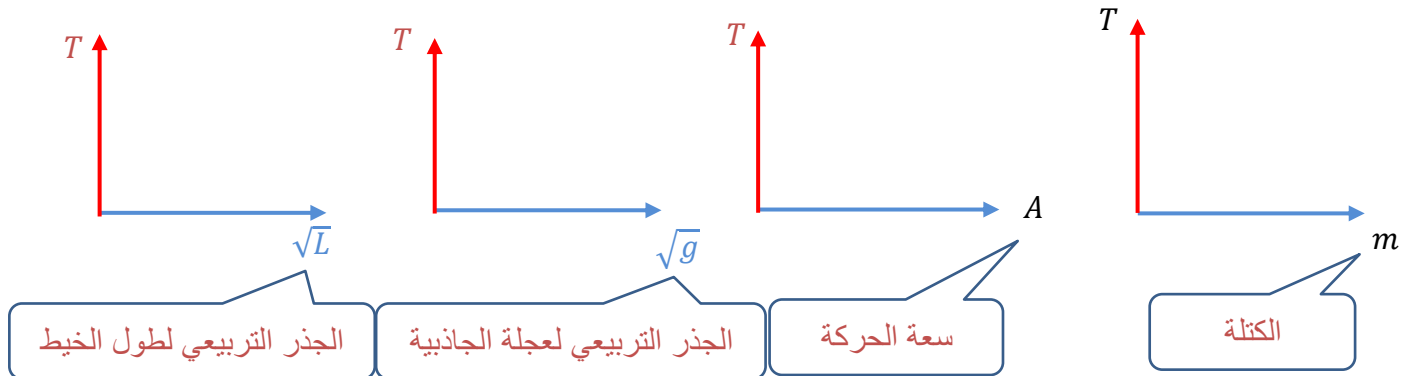 T
T
T
T
√L
√g
A
m
الجذر التربيعي لطول الخيط
الجذر التربيعي لعجلة الجاذبية
سعة الحركة
الكتلة